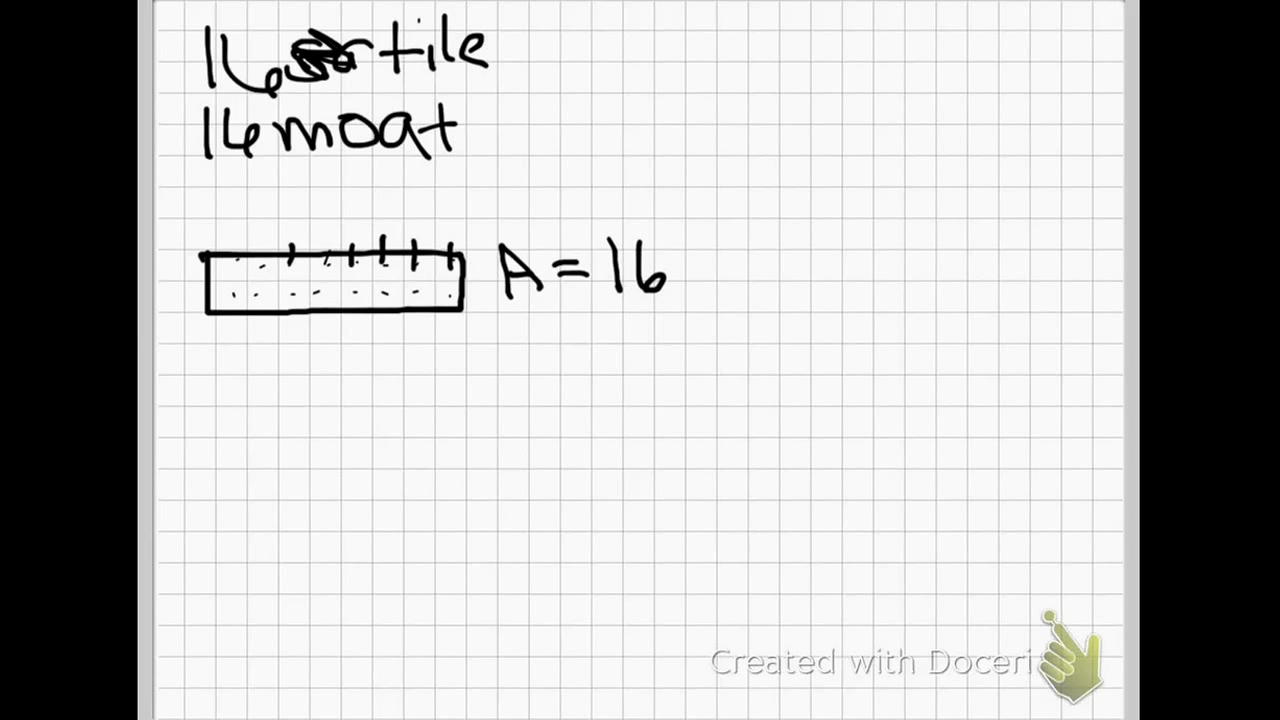 16 tile
16 moat
A = 16
Created with Doceri